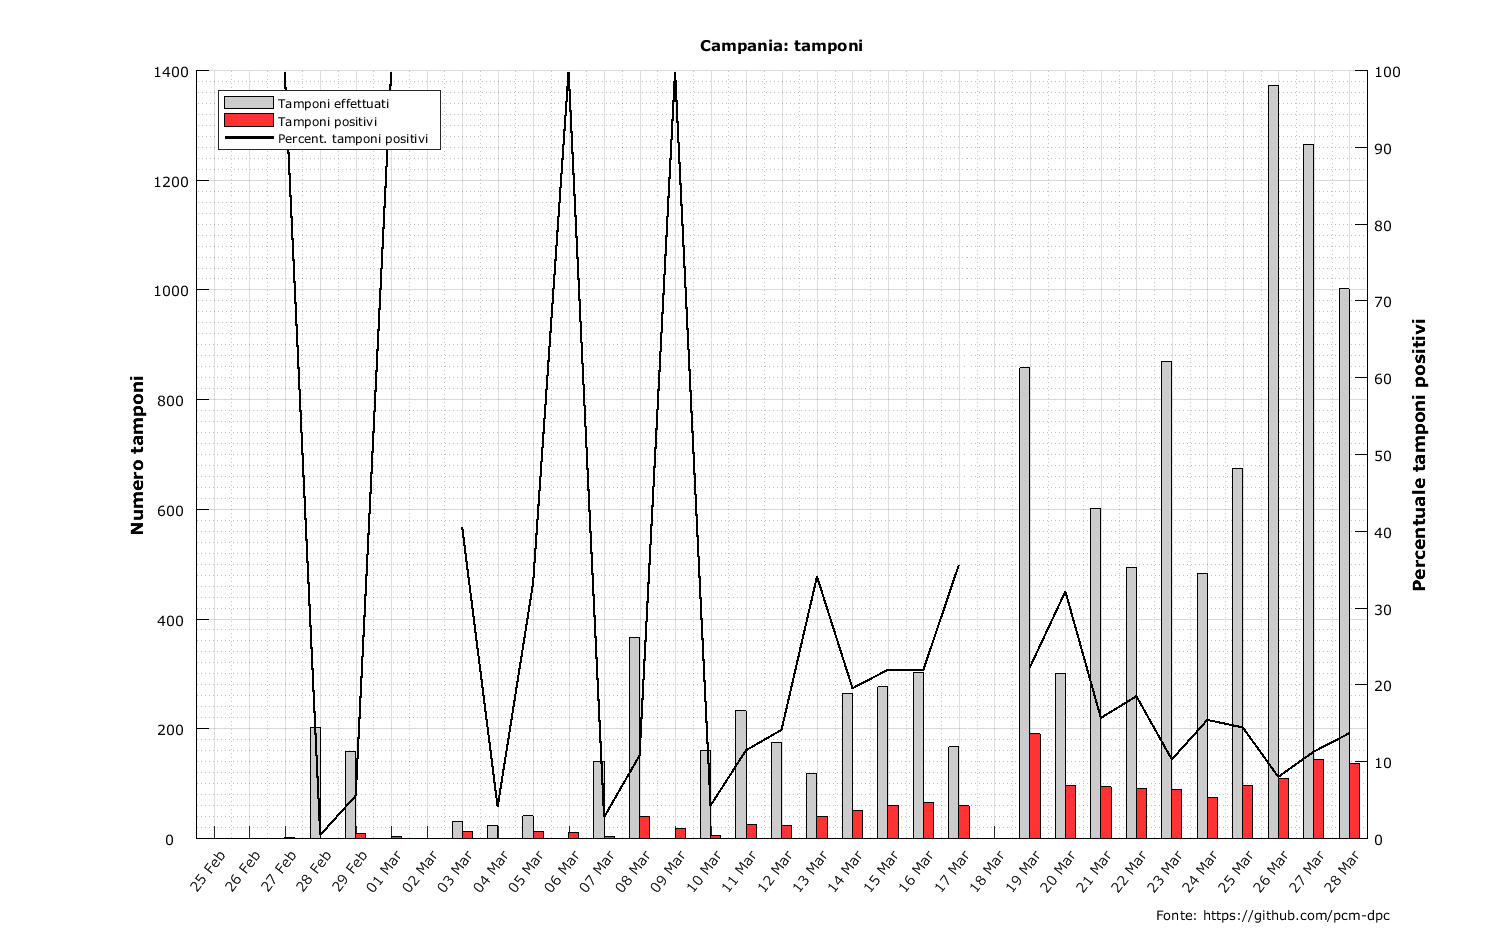 Campania: tamponi
Tamponi effettuati
Tamponi positivi
Percent. tamponi positivi
Numero tamponi
1400
1200
1000
800
600
400
200
0
100
90
80
70
60
50
40
30
20
10
0
Percentuale tamponi positivi
25 Feb
26 Feb
27 Feb
28 Feb
29 Feb
01 Mar
02 Mar
03 Mar
04 Mar
05 Mar
06 Mar
07 Mar
08 Mar
09 Mar
10 Mar
11 Mar
12 Mar
13 Mar
14 Mar
15 Mar
16 Mar
17 Mar
18 Mar
19 Mar
20 Mar
21 Mar
22 Mar
23 Mar
24 Mar
25 Mar
26 Mar
27 Mar
28 Mar
Fonte: https://github.com/pcm-dpc